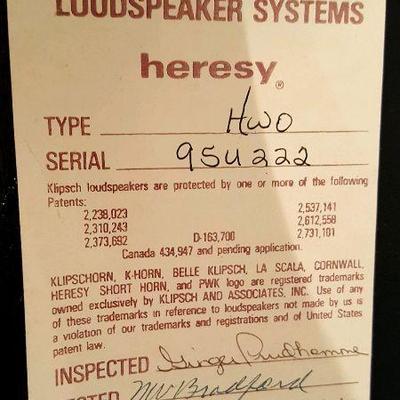 LOUDSPEAKER SYSTEMS
heresy®
TYPE HWO
SERIAL 95U222
Klipsch loudspeakers are protected by one or more of the following
Patents:
2,238,023 2,537,141
2,310,243 2,612,558
2,373,692 D-163,700 2,731,101
Canada 434,947 and pending application.
KLIPSCHORN, K-HORN, BELLE KLIPSCH, LA SCALA, CORNWALL,
HERESY SHORT HORN, and PWK logo are registered trademarks
owned exclusively by KLIPSCH AND ASSOCIATES, INC. Use of any
of these trademarks in reference to loudspeakers not made by us is
a violation of our trademarks and registrations and of United States
patent law.
INSPECTED Ginger Prudhomme
MW Bradford